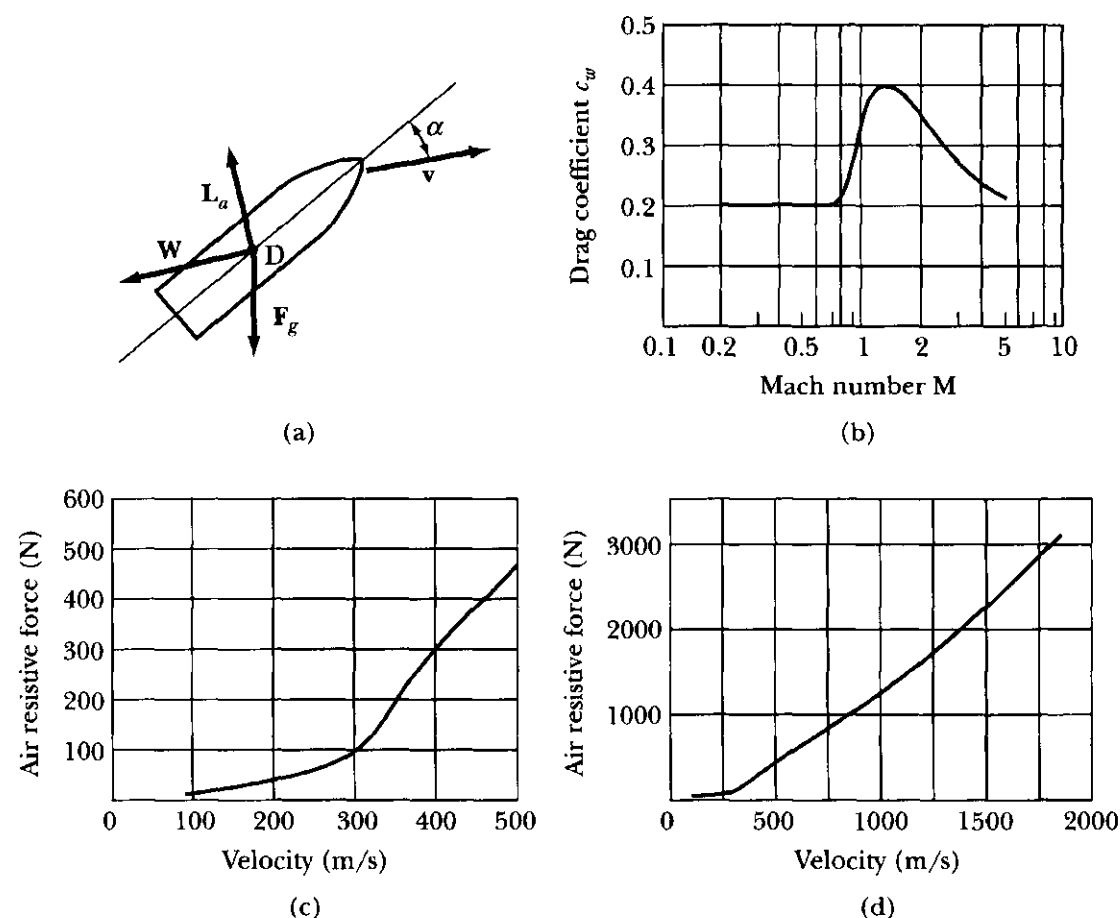 α
v
L_a
W
D
F_g
(a)
Drag coefficient c_w
0.5
0.4
0.3
0.2
0.1
0.1 0.2 0.5 1 2 5 10
Mach number M
(b)
Air resistive force (N)
600
500
400
300
200
100
0 100 200 300 400 500
Velocity (m/s)
(c)
Air resistive force (N)
3000
2000
1000
0 500 1000 1500 2000
Velocity (m/s)
(d)